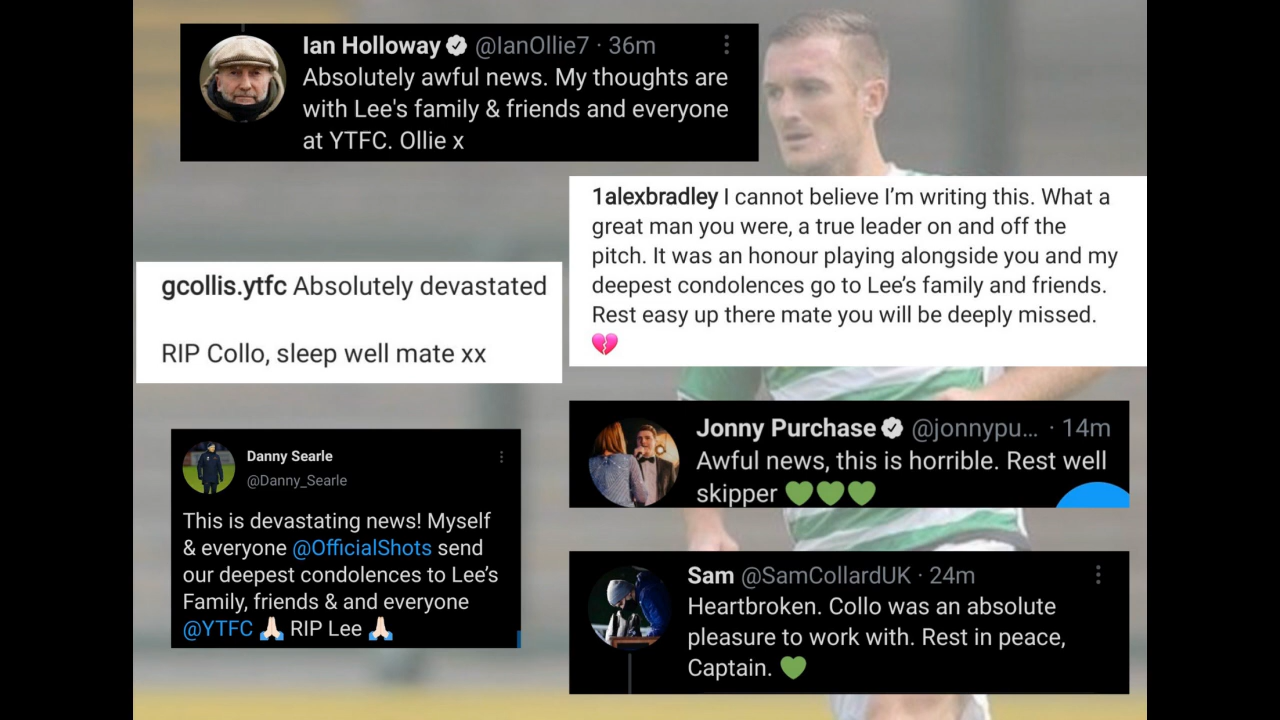 Ian Holloway @IanOllie7 · 36m
Absolutely awful news. My thoughts are
with Lee's family & friends and everyone
at YTFC. Ollie x
1alexbradley I cannot believe I’m writing this. What a
great man you were, a true leader on and off the
pitch. It was an honour playing alongside you and my
deepest condolences go to Lee’s family and friends.
Rest easy up there mate you will be deeply missed.
💔
gcollis.ytfc Absolutely devastated
RIP Collo, sleep well mate xx
Jonny Purchase @jonnypu... · 14m
Awful news, this is horrible. Rest well
skipper 💚💚💚
Danny Searle
@Danny_Searle
This is devastating news! Myself
& everyone @OfficialShots send
our deepest condolences to Lee’s
Family, friends & and everyone
@YTFC 🙏🏻 RIP Lee 🙏🏻
Sam @SamCollardUK · 24m
Heartbroken. Collo was an absolute
pleasure to work with. Rest in peace,
Captain. 💚